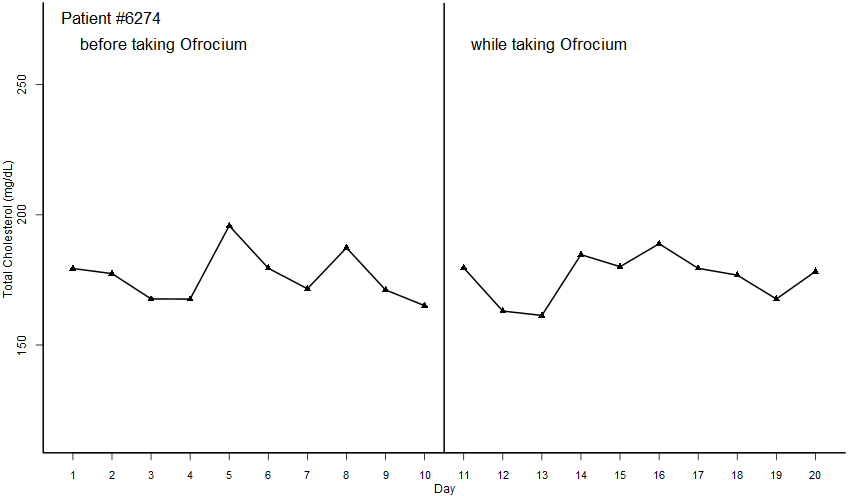 Patient #6274
before taking Ofrocium
while taking Ofrocium
Total Cholesterol (mg/dL)
250
200
150
1 2 3 4 5 6 7 8 9 10 11 12 13 14 15 16 17 18 19 20
Day